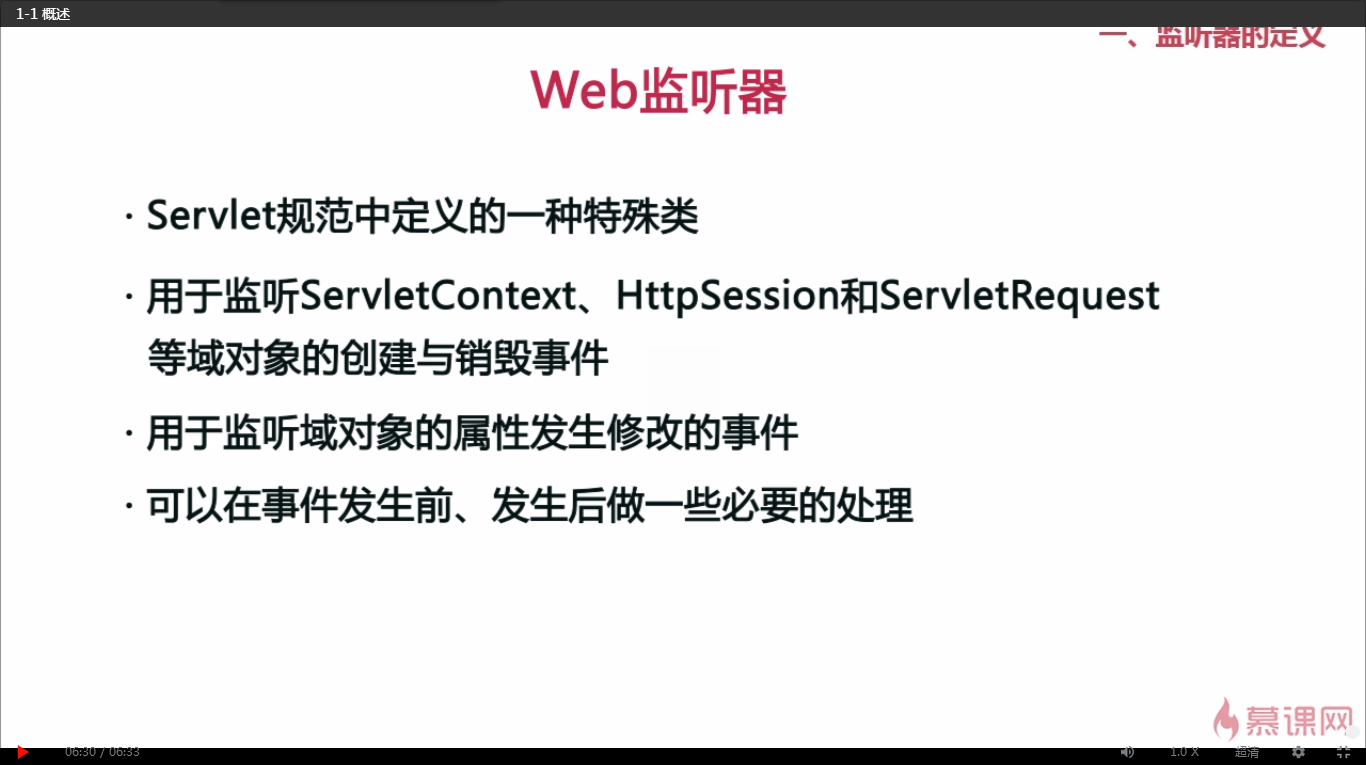 1-1 概述
一、监听器的定义
Web监听器
· Servlet规范中定义的一种特殊类
· 用于监听ServletContext、HttpSession和ServletRequest
等域对象的创建与销毁事件
· 用于监听域对象的属性发生修改的事件
· 可以在事件发生前、发生后做一些必要的处理
慕课网
06:30 / 06:33
1.0 X
超清